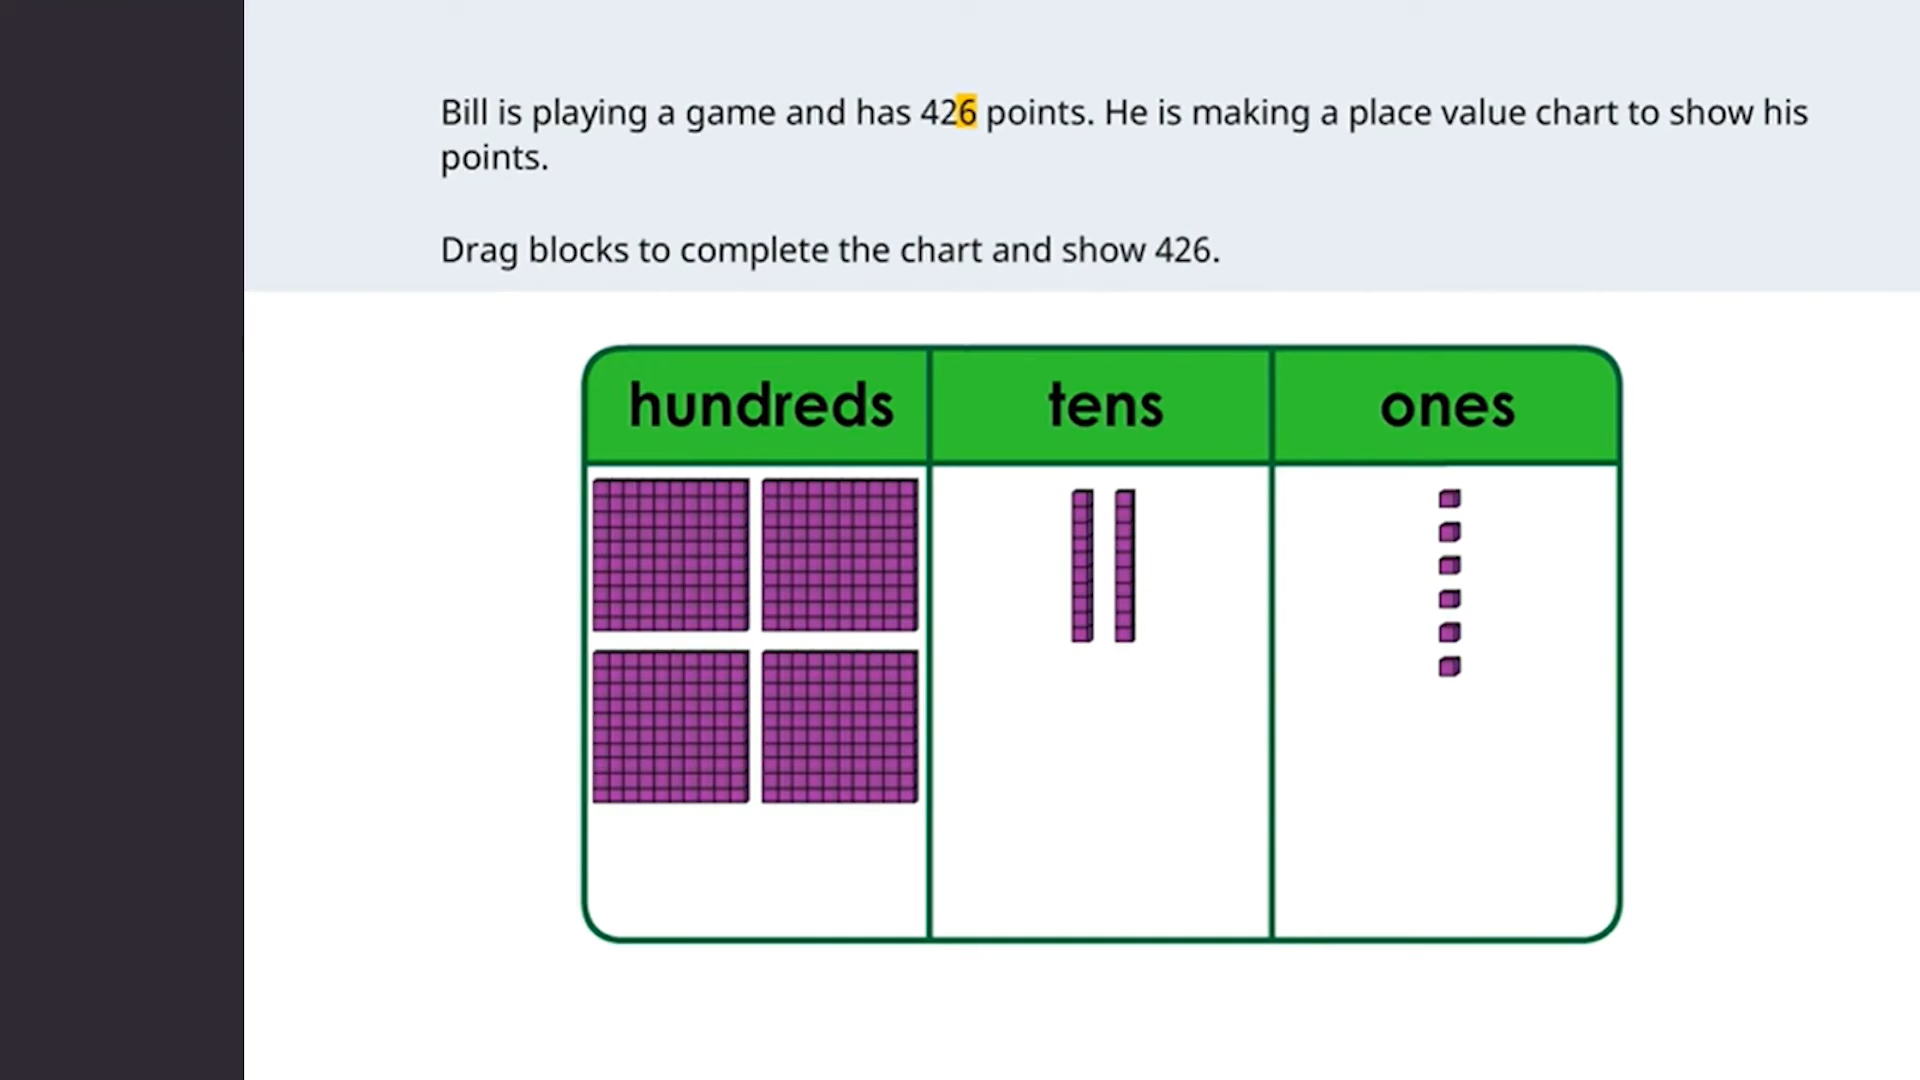 Bill is playing a game and has 426 points. He is making a place value chart to show his
points.
Drag blocks to complete the chart and show 426.
hundreds tens ones